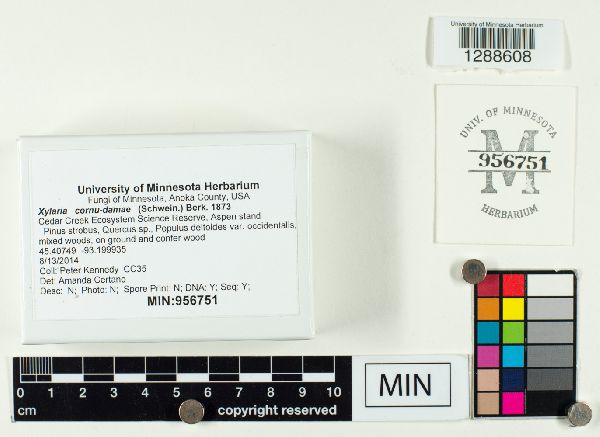 University of Minnesota Herbarium
1288608
UNIV. OF MINNESOTA
M
956751
HERBARIUM
University of Minnesota Herbarium
Fungi of Minnesota, Anoka County, USA
Xylaria cornu-damae (Schwein.) Berk. 1873
Cedar Creek Ecosystem Science Reserve, Aspen stand
Pinus strobus, Quercus sp., Populus deltoides var. occidentalis,
mixed woods, on ground and confer wood
45.40749 -93.199935
8/13/2014
Coll: Peter Kennedy CC35
Det: Amanda Certano
Desc: N; Photo: N; Spore Print: N; DNA: Y; Seq: Y;
MIN:956751
0 1 2 3 4 5 6 7 8 9 10
cm
copyright reserved
MIN